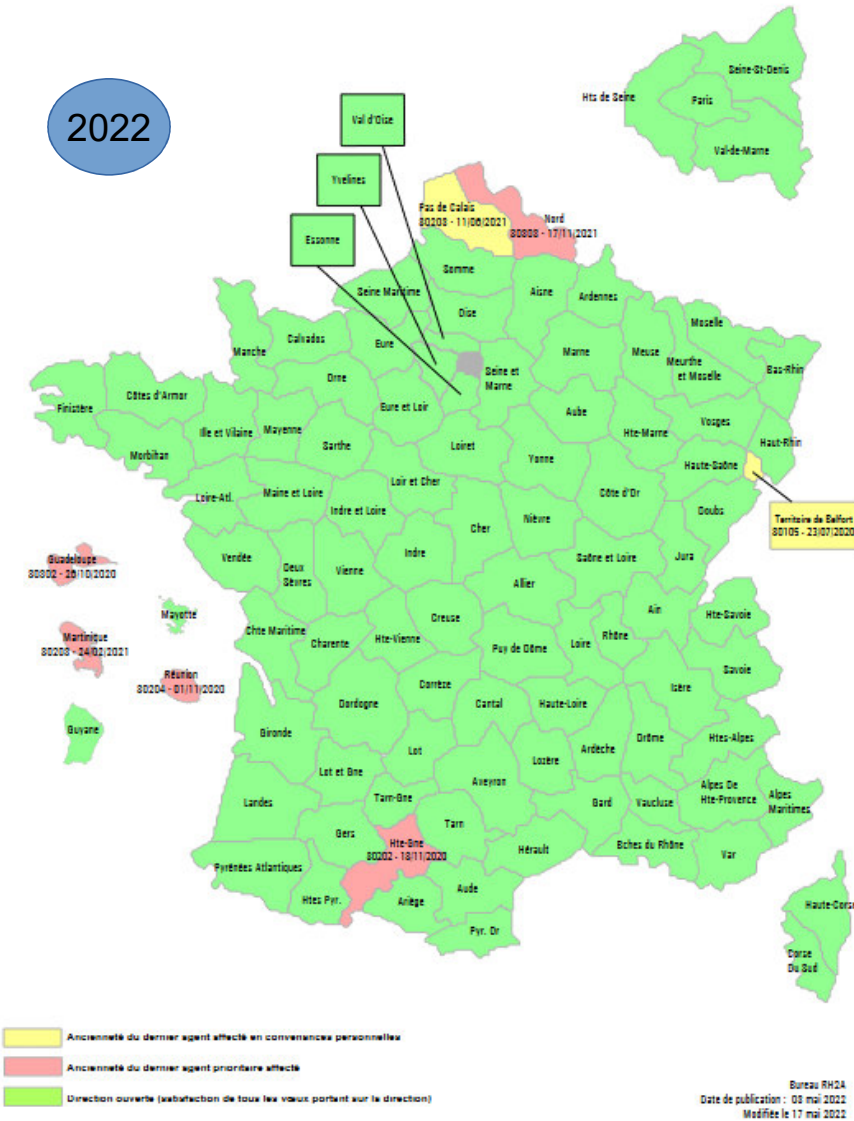 2022
Seine-St-Denis
Hts de Seine
Paris
Val-de-Marne
Val d'Oise
Yvelines
Essonne
Pas de Calais
80208 - 11/06/2021
Nord
80808 - 17/11/2021
Somme
Seine Maritime
Oise
Aisne
Ardennes
Calvados
Manche
Eure
Orne
Seine et
Marne
Marne
Meuse
Moselle
Meurthe
et Moselle
Bas-Rhin
Finistère
Côtes d'Armor
Ille et Vilaine
Mayenne
Eure et Loir
Aube
Hte-Marne
Vosges
Haut-Rhin
Morbihan
Sarthe
Loiret
Yonne
Haute-Saône
Loire-Atl.
Maine et Loire
Loir et Cher
Indre et Loire
Côte d'Or
Doubs
Territoire de Belfort
80105 - 23/07/2020
Cher
Nièvre
Vendée
Deux
Sèvres
Vienne
Indre
Saône et Loire
Jura
Allier
Guadeloupe
80802 - 26/10/2020
Mayotte
Martinique
80208 - 24/02/2021
Réunion
80204 - 01/11/2020
Guyane
Chte Maritime
Charente
Hte-Vienne
Creuse
Puy de Dôme
Loire
Rhône
Ain
Hte-Savoie
Savoie
Isère
Dordogne
Corrèze
Cantal
Haute-Loire
Gironde
Lot
Ardèche
Drôme
Htes-Alpes
Lot et Gne
Aveyron
Lozère
Landes
Tarn-Gne
Gard
Vaucluse
Alpes De
Hte-Provence
Alpes
Maritimes
Gers
Tarn
Hte-Gne
80202 - 18/11/2020
Hérault
Bches du Rhône
Var
Pyrénées Atlantiques
Htes Pyr.
Ariège
Aude
Pyr. Or
Haute-Corse
Corse
Du Sud
Ancienneté du dernier agent affecté en convenances personnelles
Ancienneté du dernier agent prioritaire affecté
Direction ouverte (satisfaction de tous les vœux portant sur la direction)
Bureau RH2A
Date de publication : 03 mai 2022
Modifiée le 17 mai 2022